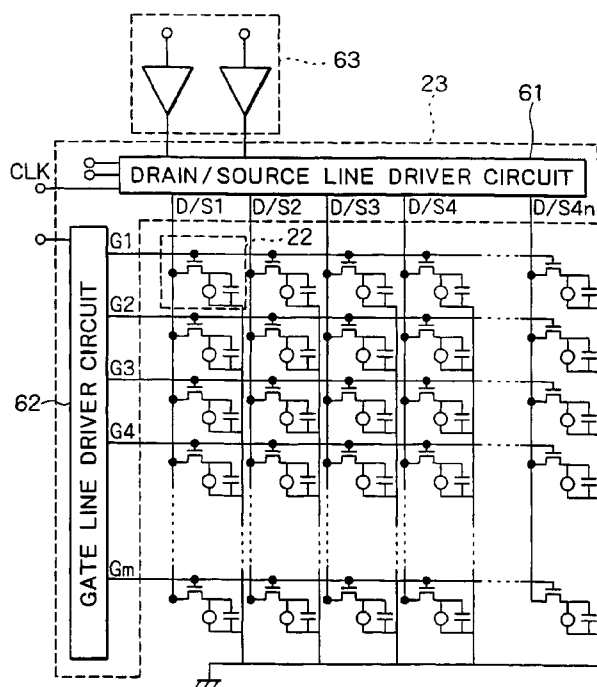 63
23
61
CLK
DRAIN/SOURCE LINE DRIVER CIRCUIT
D/S1 D/S2 D/S3 D/S4 D/S4n
G1
22
G2
G3
62
G4
GATE LINE DRIVER CIRCUIT
Gm